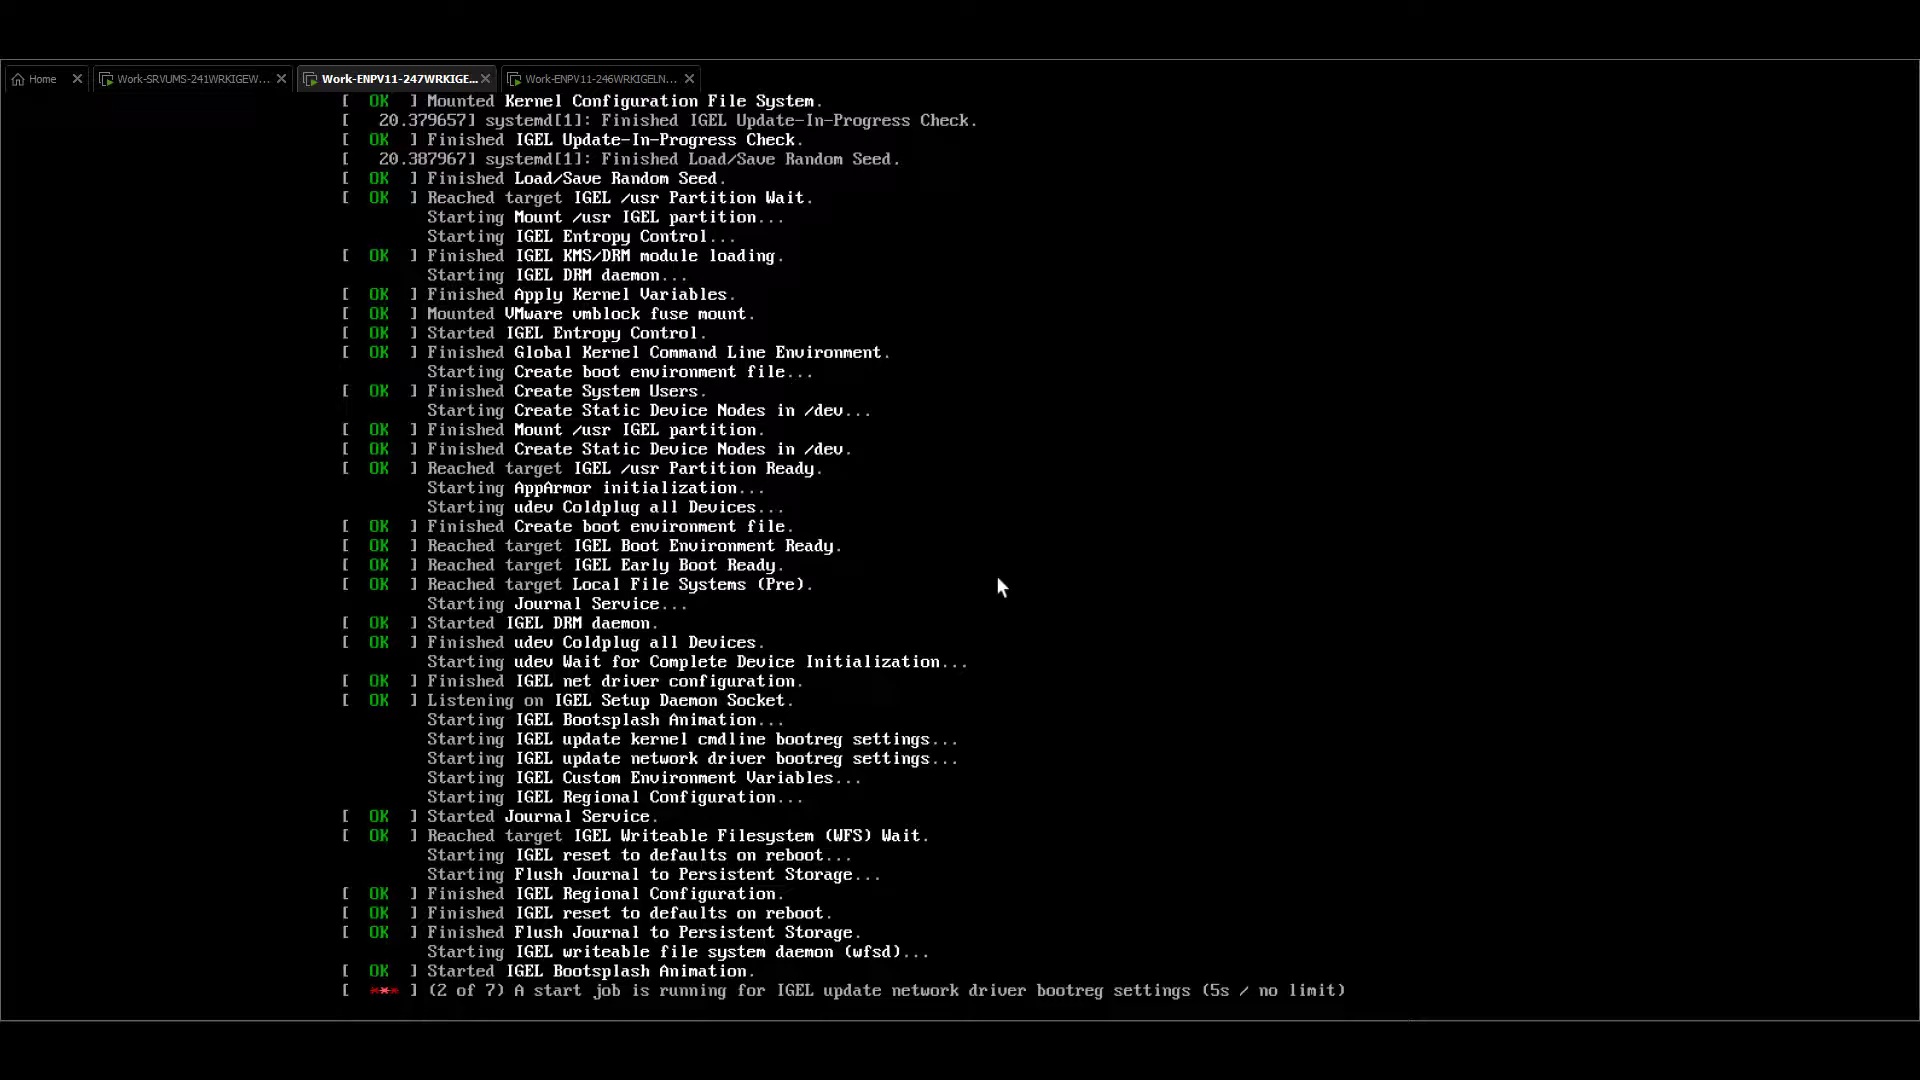 Home
Work-SRVUMS-241WRKIGEW...
Work-ENPV11-247WRKIGE...
Work-ENPV11-246WRKIGELN...
[  OK  ] Mounted Kernel Configuration File System.
[   20.379657] systemd[1]: Finished IGEL Update-In-Progress Check.
[  OK  ] Finished IGEL Update-In-Progress Check.
[   20.387967] systemd[1]: Finished Load/Save Random Seed.
[  OK  ] Finished Load/Save Random Seed.
[  OK  ] Reached target IGEL /usr Partition Wait.
Starting Mount /usr IGEL partition...
Starting IGEL Entropy Control...
[  OK  ] Finished IGEL KMS/DRM module loading.
Starting IGEL DRM daemon...
[  OK  ] Finished Apply Kernel Variables.
[  OK  ] Mounted VMware vmblock fuse mount.
[  OK  ] Started IGEL Entropy Control.
[  OK  ] Finished Global Kernel Command Line Environment.
Starting Create boot environment file...
[  OK  ] Finished Create System Users.
Starting Create Static Device Nodes in /dev...
[  OK  ] Finished Mount /usr IGEL partition.
[  OK  ] Finished Create Static Device Nodes in /dev.
[  OK  ] Reached target IGEL /usr Partition Ready.
Starting AppArmor initialization...
Starting udev Coldplug all Devices...
[  OK  ] Finished Create boot environment file.
[  OK  ] Reached target IGEL Boot Environment Ready.
[  OK  ] Reached target IGEL Early Boot Ready.
[  OK  ] Reached target Local File Systems (Pre).
Starting Journal Service...
[  OK  ] Started IGEL DRM daemon.
[  OK  ] Finished udev Coldplug all Devices.
Starting udev Wait for Complete Device Initialization...
[  OK  ] Finished IGEL net driver configuration.
[  OK  ] Listening on IGEL Setup Daemon Socket.
Starting IGEL Bootsplash Animation...
Starting IGEL update kernel cmdline bootreg settings...
Starting IGEL update network driver bootreg settings...
Starting IGEL Custom Environment Variables...
Starting IGEL Regional Configuration...
[  OK  ] Started Journal Service.
[  OK  ] Reached target IGEL Writeable Filesystem (WFS) Wait.
Starting IGEL reset to defaults on reboot...
Starting Flush Journal to Persistent Storage...
[  OK  ] Finished IGEL Regional Configuration.
[  OK  ] Finished IGEL reset to defaults on reboot.
[  OK  ] Finished Flush Journal to Persistent Storage.
Starting IGEL writeable file system daemon (wfsd)...
[  OK  ] Started IGEL Bootsplash Animation.
[ *** ] (2 of 7) A start job is running for IGEL update network driver bootreg settings (5s / no limit)